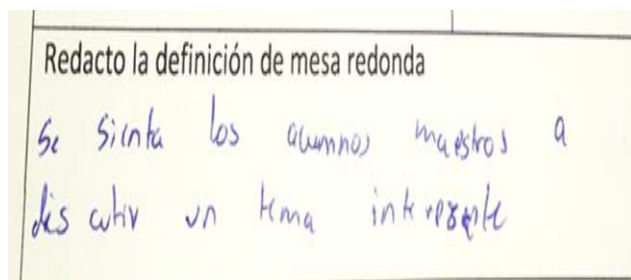 Redacto la definición de mesa redonda
Se sienta los alumnos maestros a
discutir un tema interesante